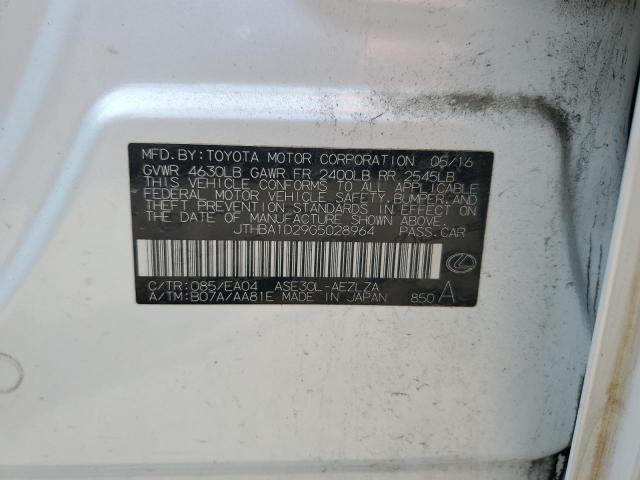 MFD.BY:TOYOTA MOTOR CORPORATION 05/16
GVWR 4630LB GAWR FR 2400LB RR 2545LB
THIS VEHICLE CONFORMS TO ALL APPLICABLE
FEDERAL MOTOR VEHICLE SAFETY,BUMPER,AND
THEFT PREVENTION STANDARDS IN EFFECT ON
THE DATE OF MANUFACTURE SHOWN ABOVE.
JTHBA1D29G5028964 PASS.CAR
C/TR:085/EA04 ASE30L-AEZLZA
A/TM:B07A/AA81E MADE IN JAPAN 850 A